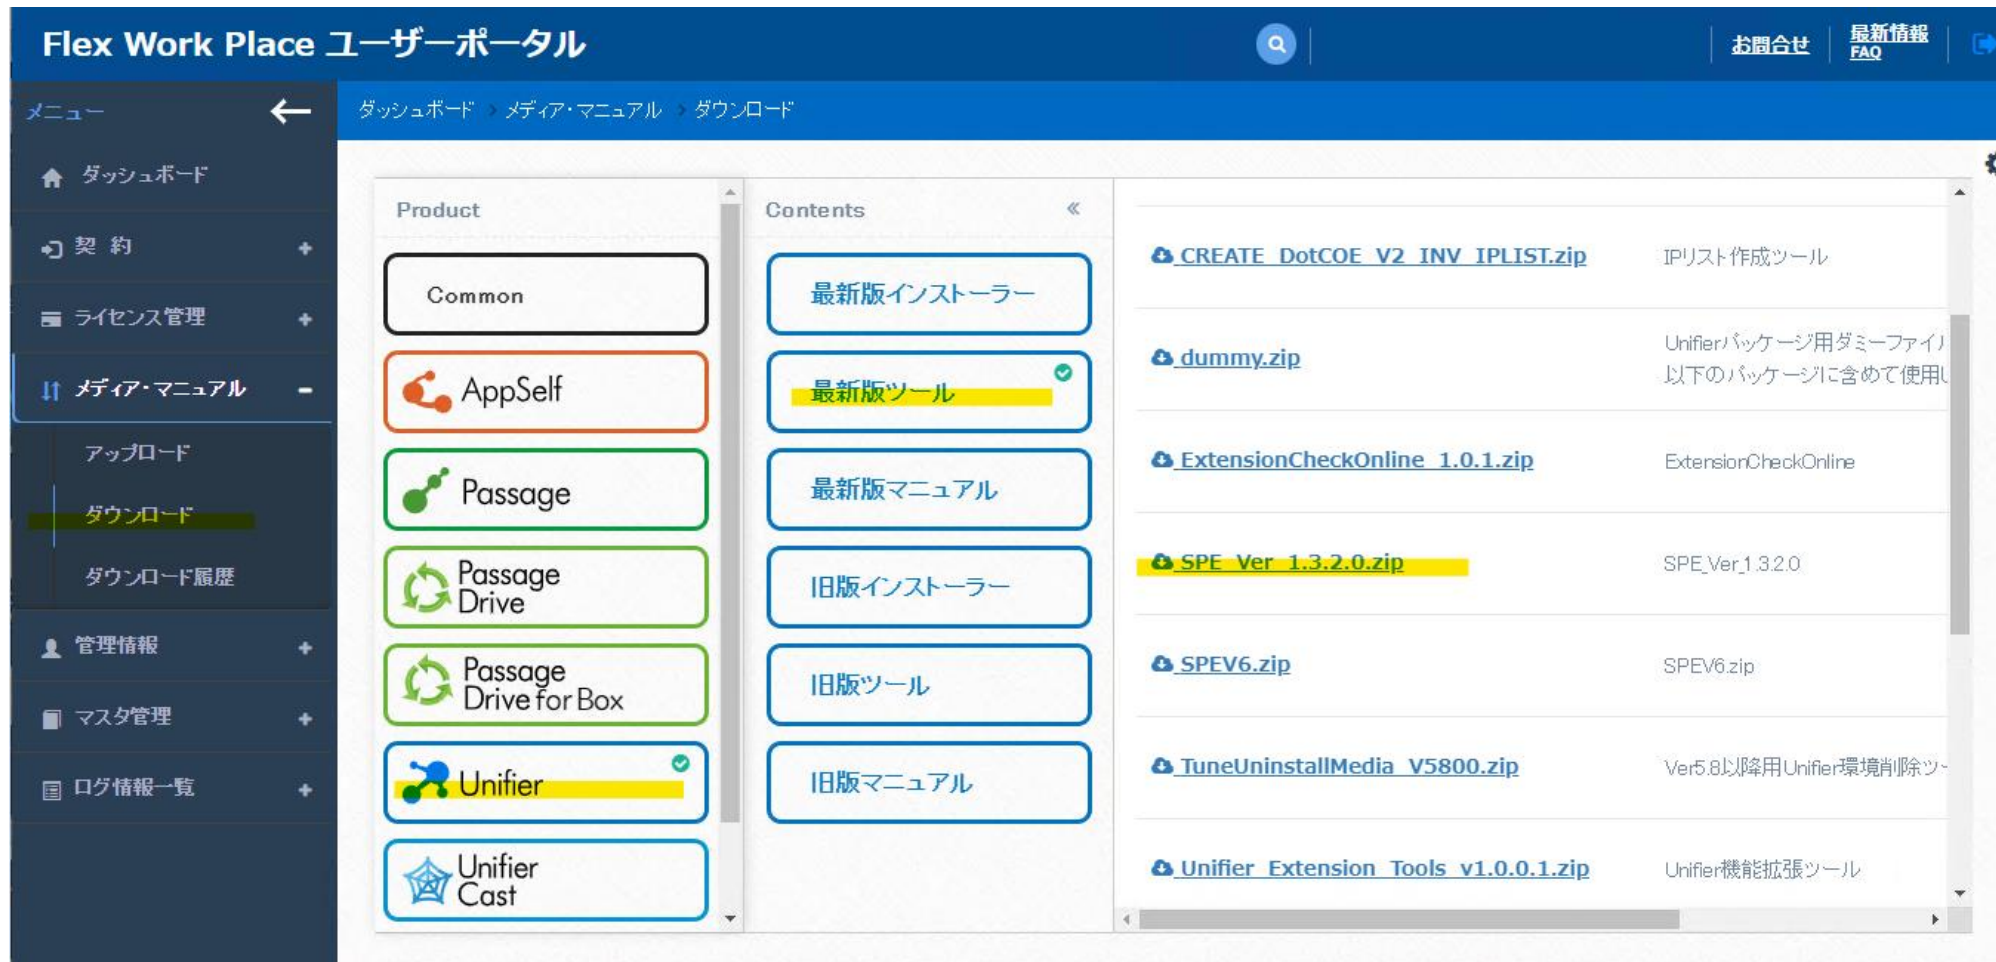 Flex Work Place ユーザーポータル
お問合せ
最新情報
FAQ
メニュー
ダッシュボード
契 約
ライセンス管理
メディア・マニュアル
アップロード
ダウンロード
ダウンロード履歴
管理情報
マスタ管理
ログ情報一覧
ダッシュボード > メディア・マニュアル > ダウンロード
Product
Common
AppSelf
Passage
Passage
Drive
Passage
Drive for Box
Unifier
Unifier
Cast
Contents
最新版インストーラー
最新版ツール
最新版マニュアル
旧版インストーラー
旧版ツール
旧版マニュアル
CREATE_DotCOE_V2_INV_IPLIST.zip
IPリスト作成ツール
dummy.zip
Unifierパッケージ用ダミーファイル
以下のパッケージに含めて使用し
ExtensionCheckOnline_1.0.1.zip
ExtensionCheckOnline
SPE_Ver_1.3.2.0.zip
SPE_Ver_1.3.2.0
SPEV6.zip
SPEV6.zip
TuneUninstallMedia_V5800.zip
Ver5.8以降用Unifier環境削除ツー
Unifier_Extension_Tools_v1.0.0.1.zip
Unifier機能拡張ツール